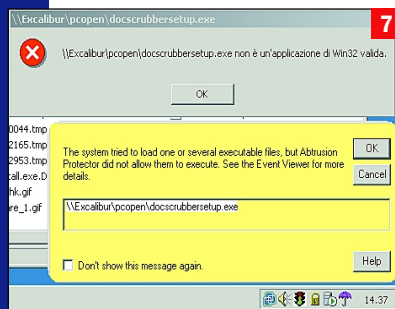 \\Excalibur\pcopen\docscrubbersetup.exe
7
\\Excalibur\pcopen\docscrubbersetup.exe non è un'applicazione di Win32 valida.
OK
0044.tmp
2165.tmp
2953.tmp
tall.exe.D
hk.gif
re_1.gif
The system tried to load one or several executable files, but Abtrusion
Protector did not allow them to execute. See the Event Viewer for more
details.
OK
Cancel
\\Excalibur\pcopen\docscrubbersetup.exe
Don't show this message again.
Help
14.37